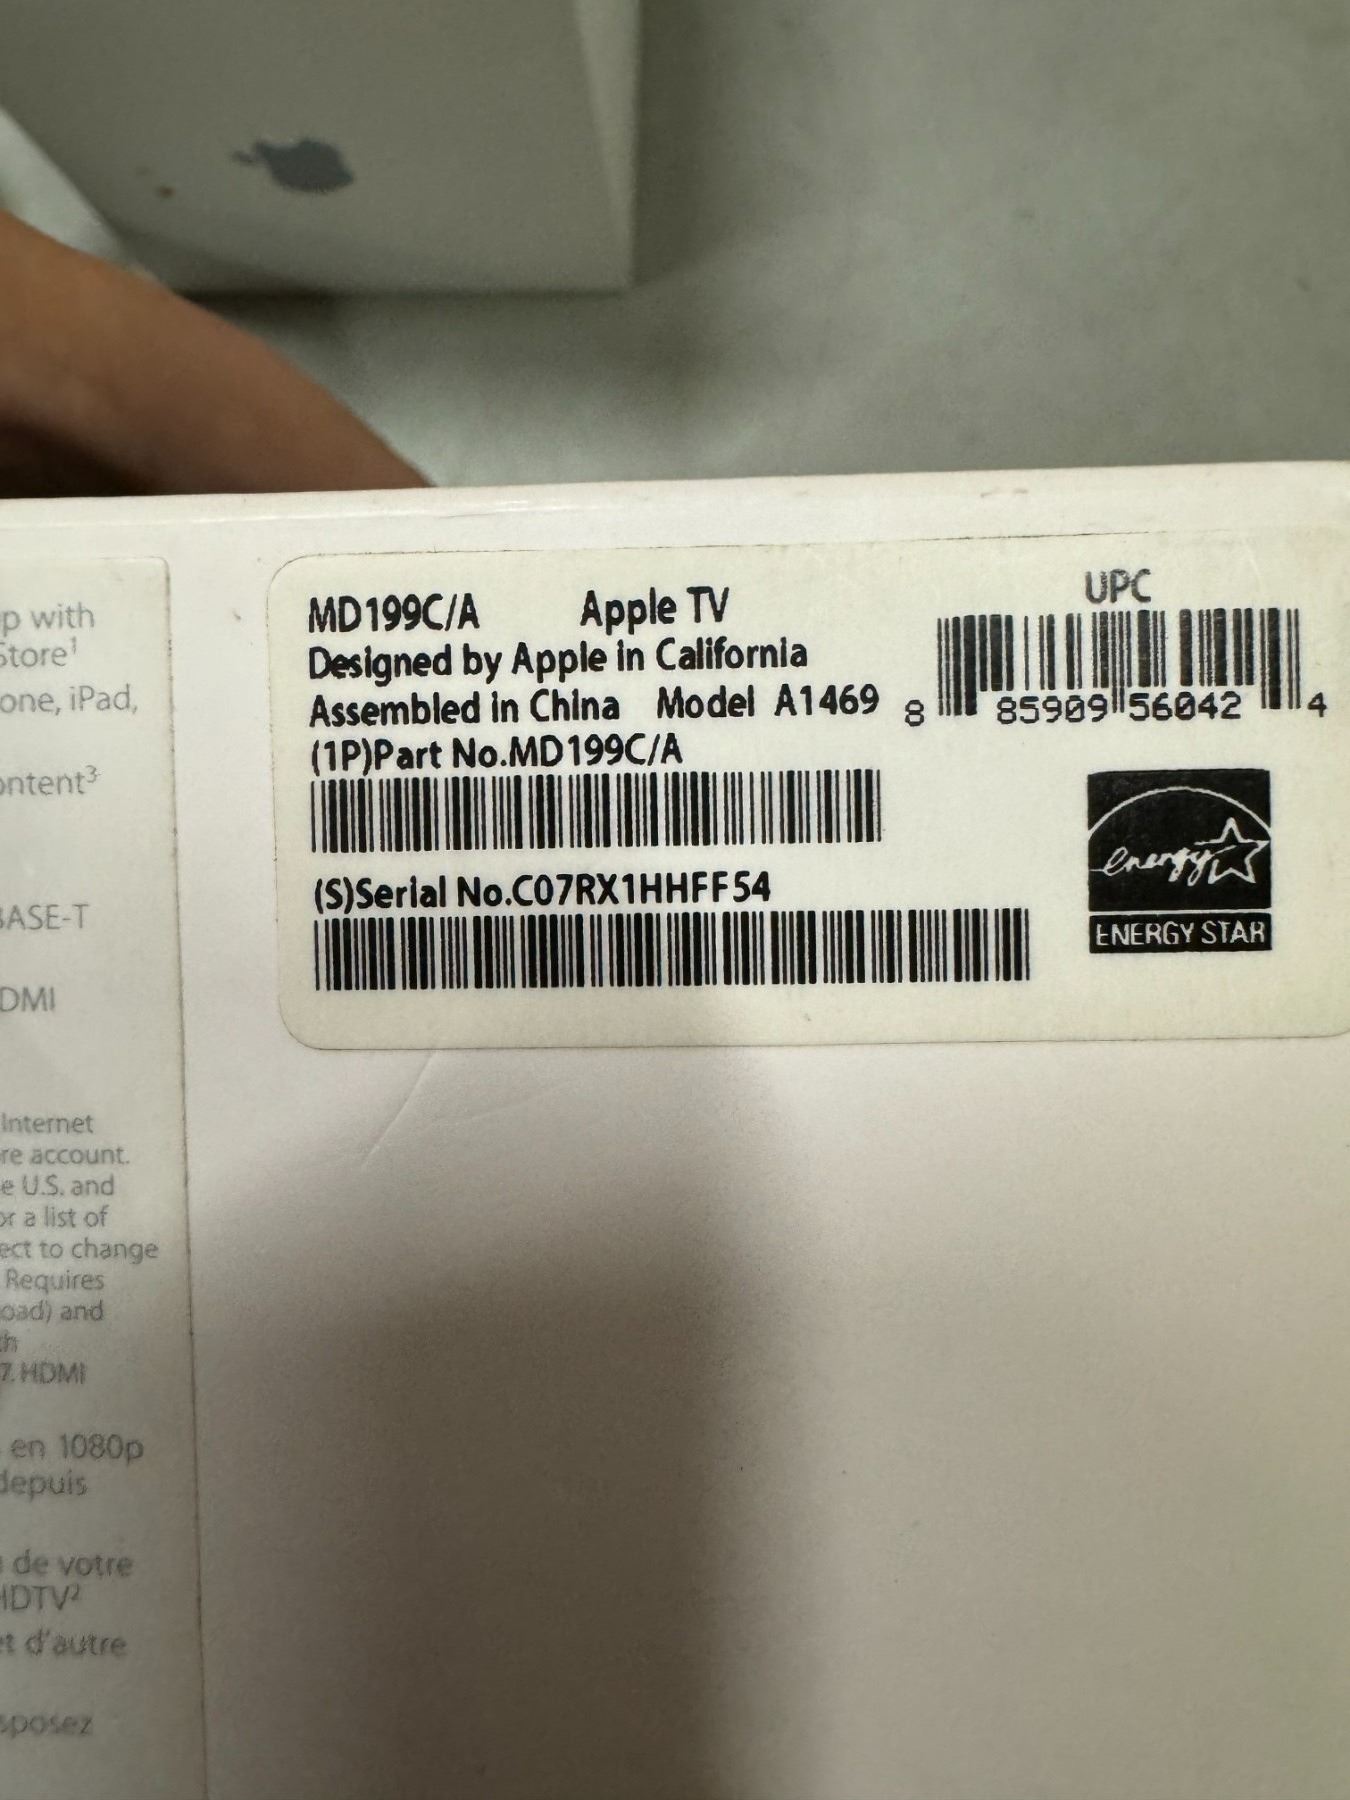 p with
Store¹
one, iPad,
ontent³
BASE-T
DMI
Internet
re account.
e U.S. and
or a list of
ect to change
Requires
oad) and
th
7. HDMI
en 1080p
depuis
de votre
HDTV²
et d'autre
sposez
MD199C/A Apple TV
Designed by Apple in California
Assembled in China Model A1469
(1P)Part No.MD199C/A
(S)Serial No.C07RX1HHFF54
UPC
8 85909 56042 4
energy
ENERGY STAR